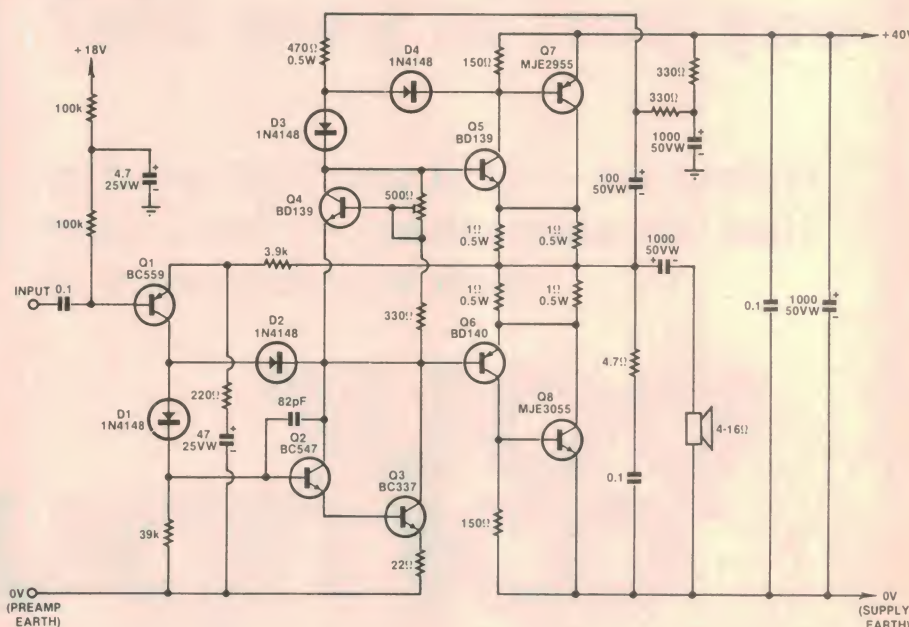 470Ω
0.5W
D4
1N4148
150Ω
Q7
MJE2955
+40V
+18V
330Ω
330Ω
100k
D3
1N4148
Q5
BD139
1000
50VW
4.7
25VW
Q4
BD139
500Ω
100
50VW
100k
1Ω
0.5W
1Ω
0.5W
1000
50VW
3.9k
Q1
BC559
INPUT
0.1
1Ω
0.5W
1Ω
0.5W
0.1
1000
50VW
D2
1N4148
330Ω
Q6
BD140
4.7Ω
220Ω
82pF
Q8
MJE3055
4-16Ω
D1
1N4148
47
25VW
Q2
BC547
Q3
BC337
0.1
39k
22Ω
150Ω
0V
(PREAMP
EARTH)
0V
(SUPPLY
EARTH)